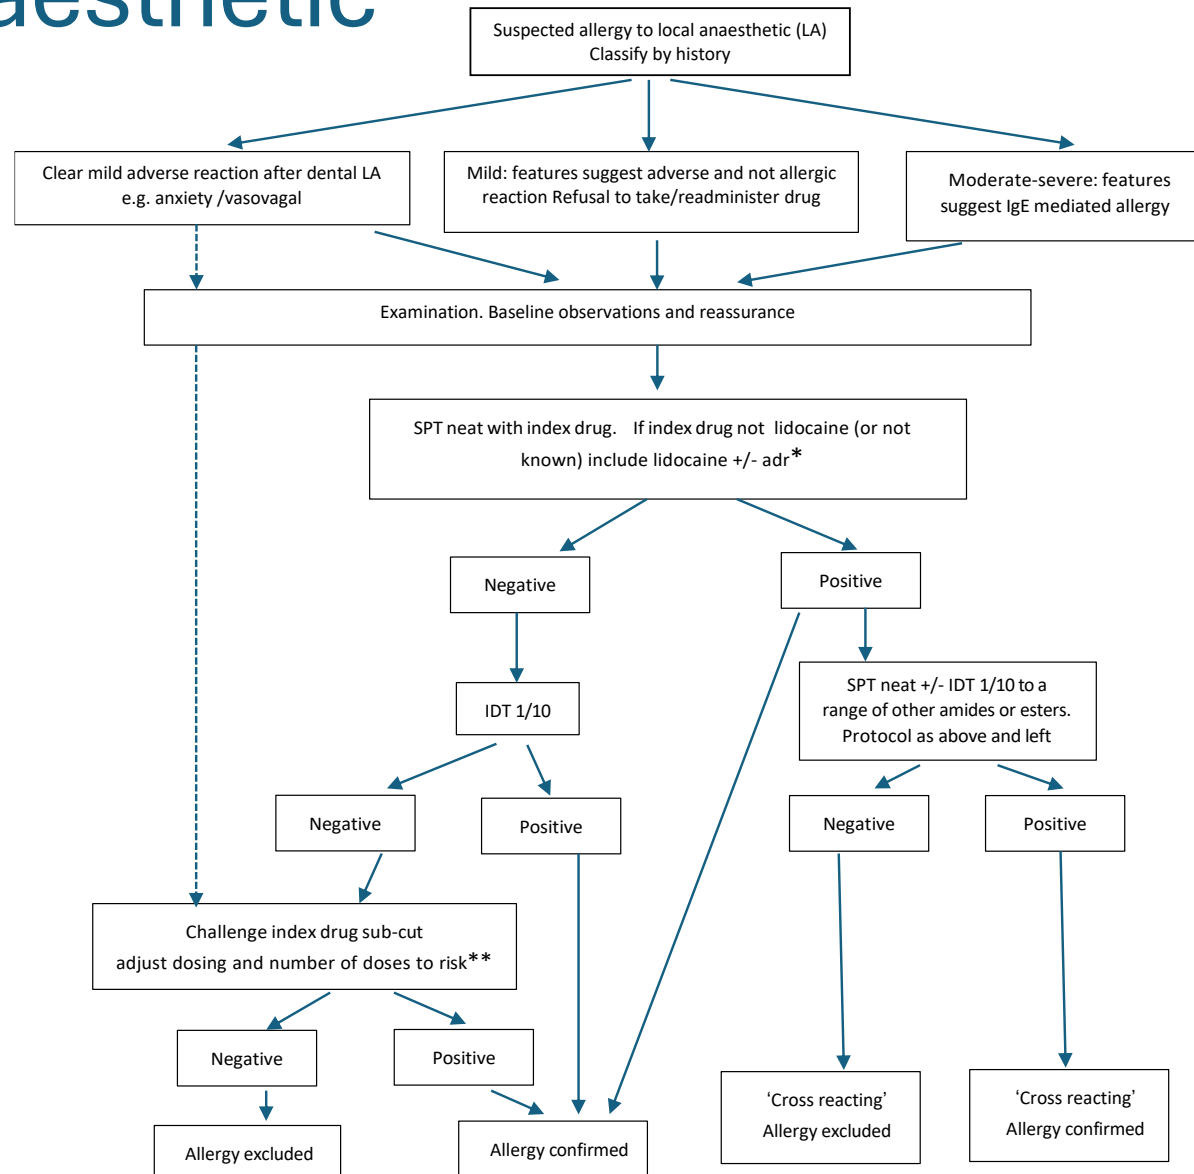 aesthetic
Suspected allergy to local anaesthetic (LA)
Classify by history
Clear mild adverse reaction after dental LA
e.g. anxiety /vasovagal
Mild: features suggest adverse and not allergic
reaction Refusal to take/readminister drug
Moderate-severe: features
suggest IgE mediated allergy
Examination. Baseline observations and reassurance
SPT neat with index drug. If index drug not lidocaine (or not
known) include lidocaine +/- adr*
Negative
Positive
IDT 1/10
SPT neat +/- IDT 1/10 to a
range of other amides or esters.
Protocol as above and left
Negative
Positive
Negative
Positive
Challenge index drug sub-cut
adjust dosing and number of doses to risk**
Negative
Positive
Allergy excluded
Allergy confirmed
'Cross reacting'
Allergy excluded
'Cross reacting'
Allergy confirmed